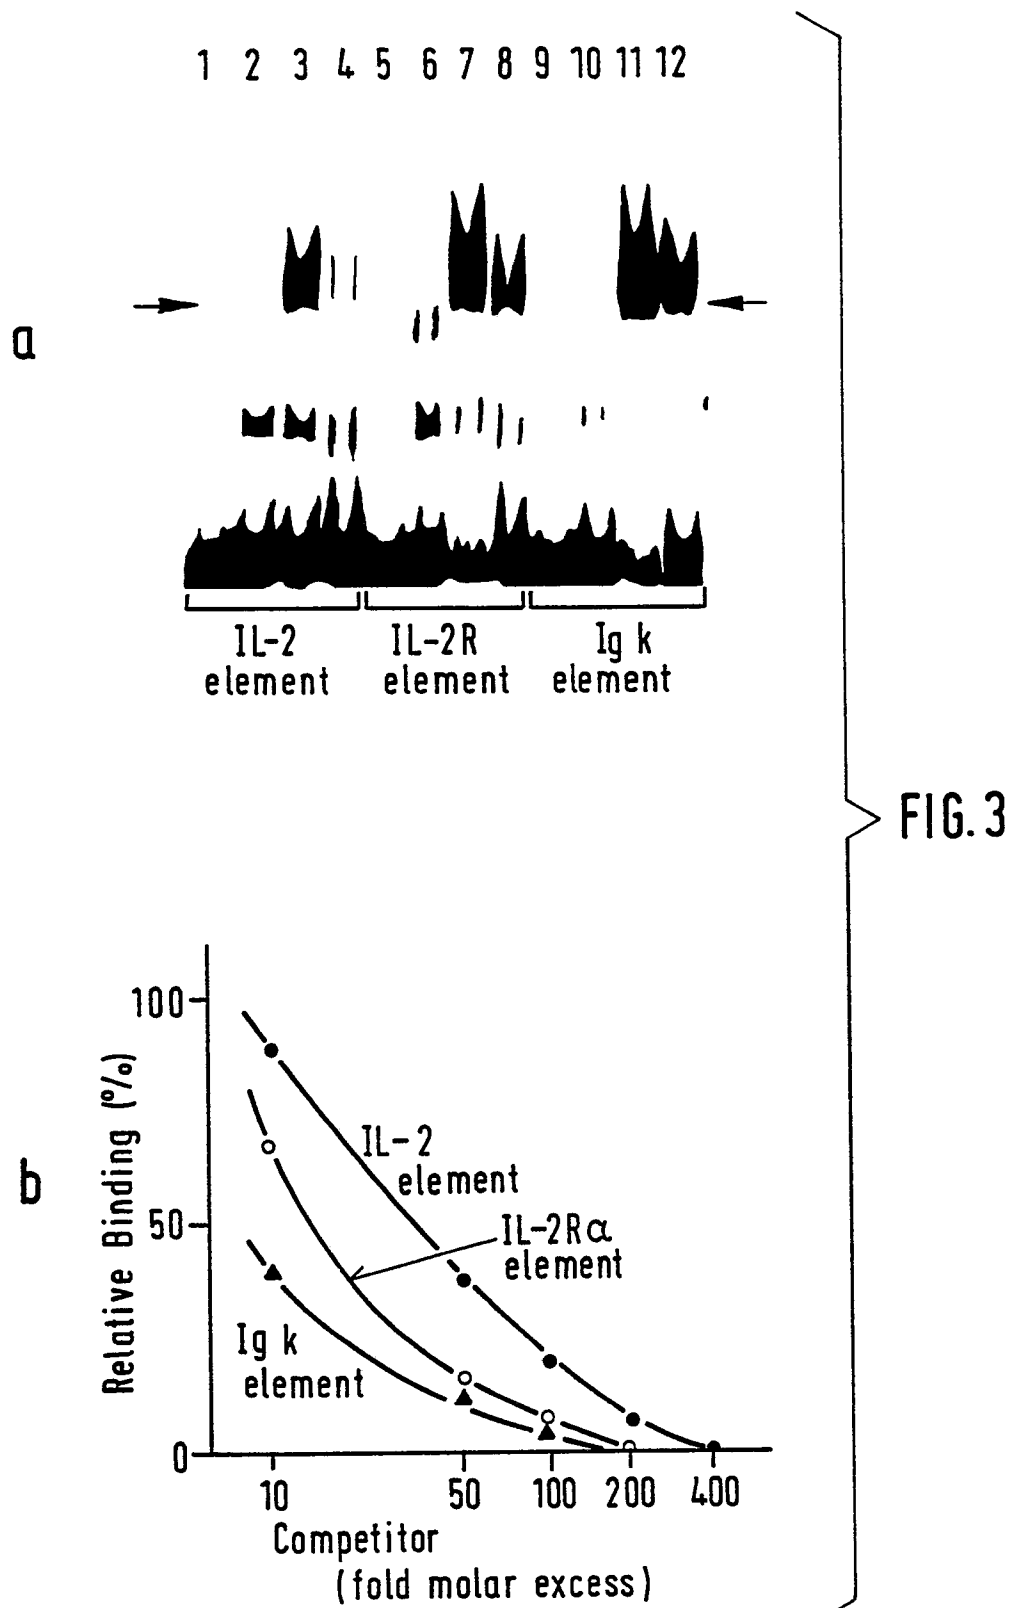 1 2 3 4 5 6 7 8 9 10 11 12
a
IL-2
element
IL-2R
element
Ig k
element
FIG. 3
b
Relative Binding (%)
100
50
0
IL-2
element
IL-2Rα
element
Ig k
element
10 50 100 200 400
Competitor
(fold molar excess)